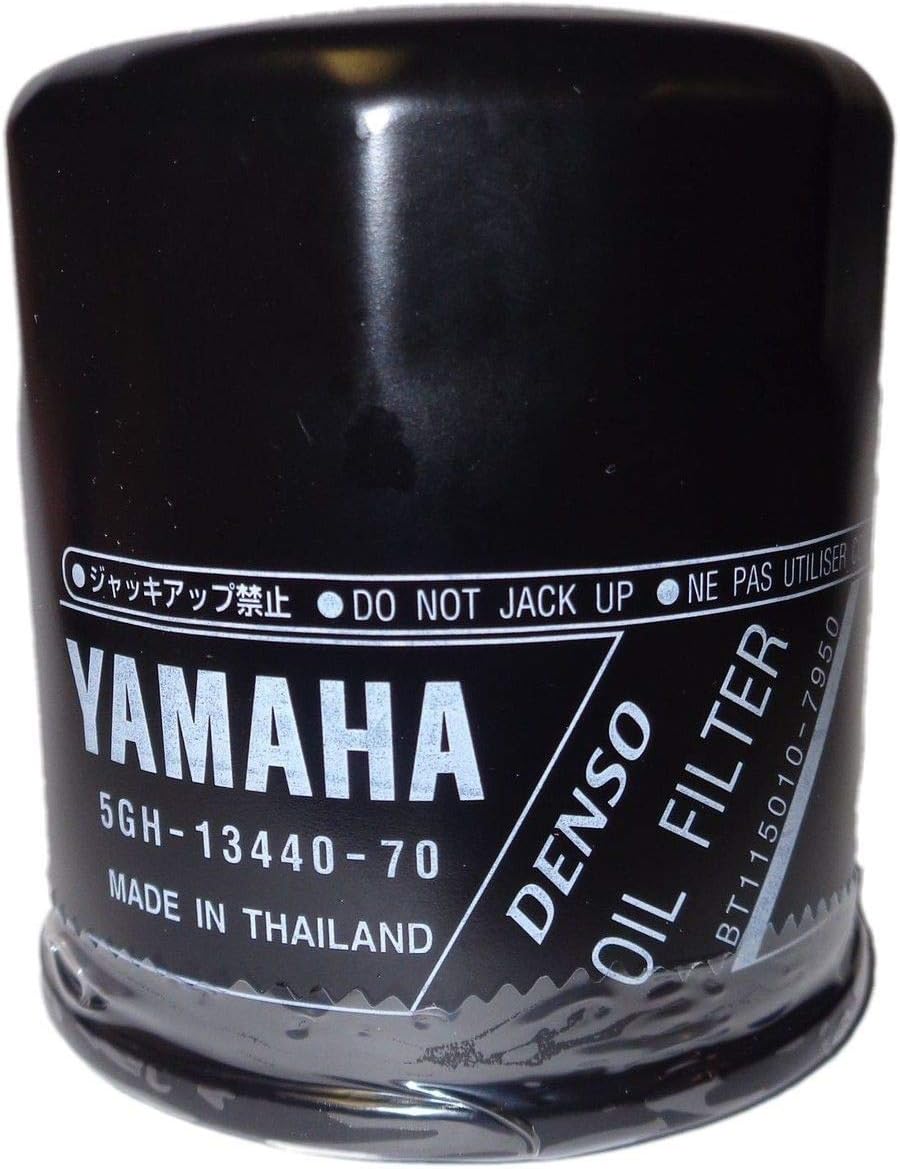 ●ジャッキアップ禁止 ●DO NOT JACK UP ●NE PAS UTILISER
YAMAHA
5GH-13440-70
MADE IN THAILAND
DENSO
OIL FILTER
BT115010-7950